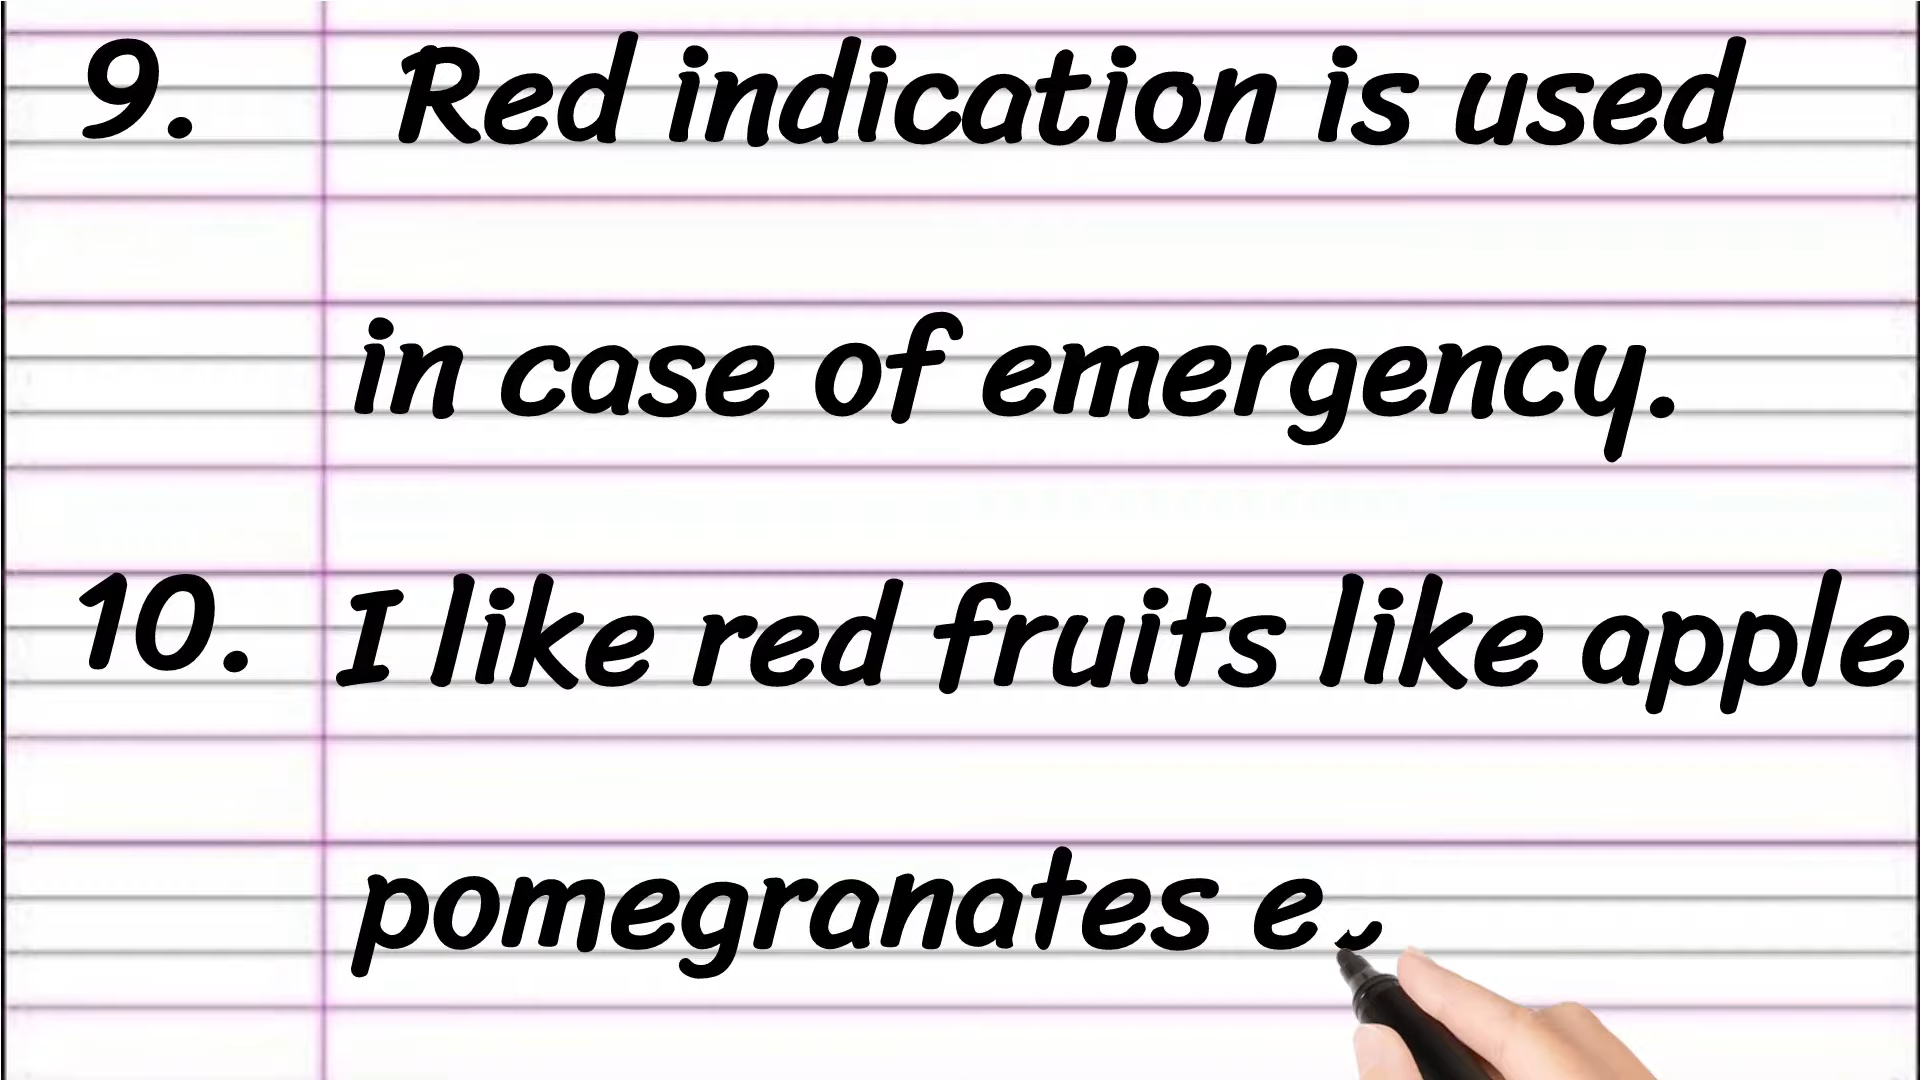 9. Red indication is used
in case of emergency.
10. I like red fruits like apple
pomegranates